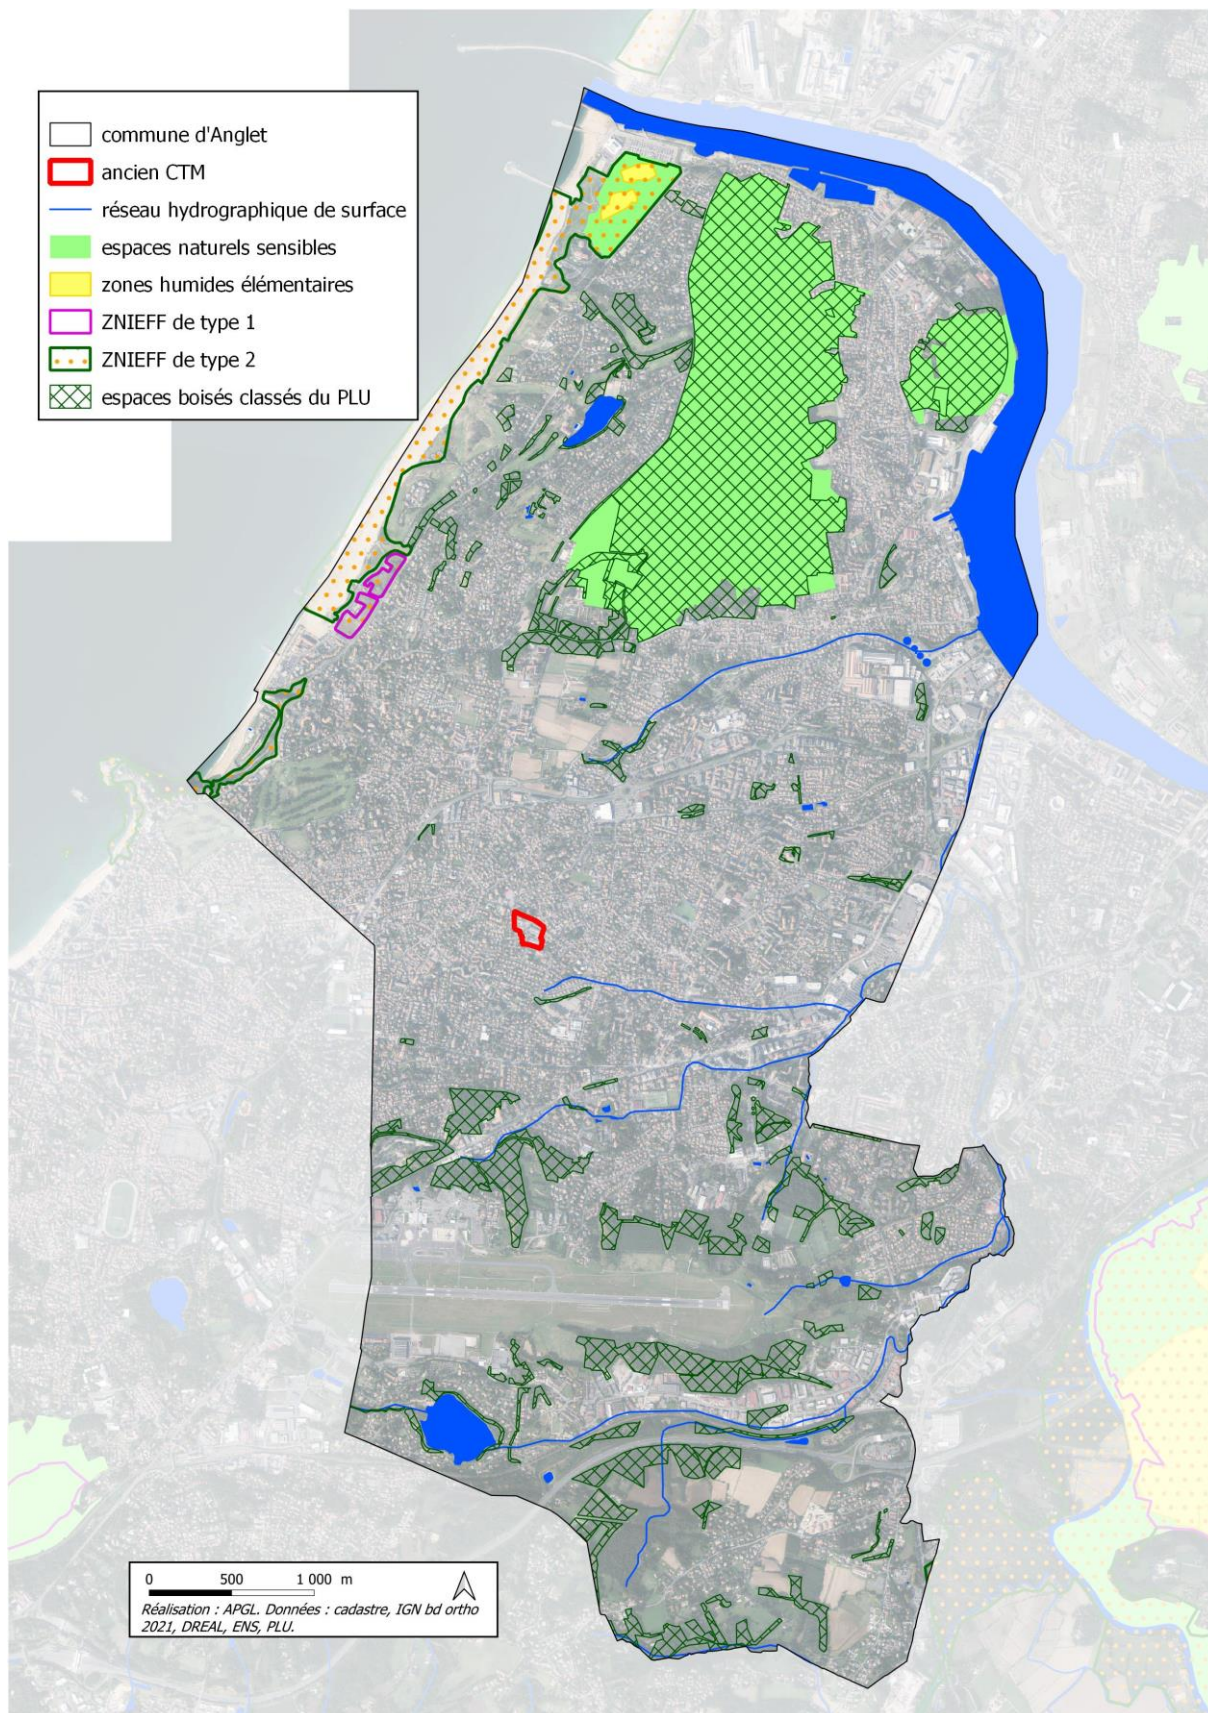 commune d'Anglet
ancien CTM
réseau hydrographique de surface
espaces naturels sensibles
zones humides élémentaires
ZNIEFF de type 1
ZNIEFF de type 2
espaces boisés classés du PLU
0 500 1 000 m
Réalisation : APGL. Données : cadastre, IGN bd ortho
2021, DREAL, ENS, PLU.